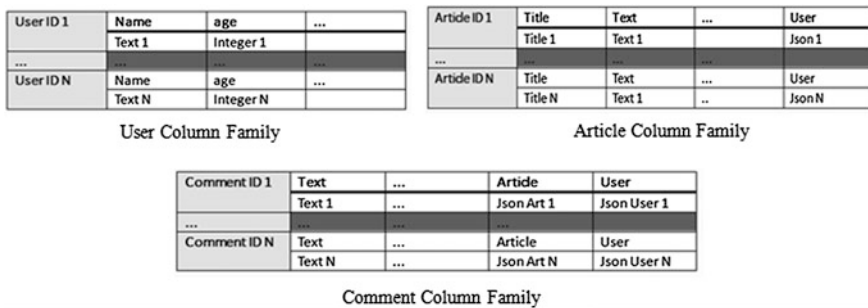 User ID 1 Name age ...
Text 1 Integer 1
... ... ... ...
User ID N Name age ...
Text N Integer N
User Column Family
Article ID 1 Title Text ... User
Title 1 Text 1 Json 1
... ... ... ...
Article ID N Title Text ... User
Title N Text 1 .. Json N
Article Column Family
Comment ID 1 Text ... Article User
Text 1 ... Json Art 1 Json User 1
... ... ... ...
Comment ID N Text ... Article User
Text N ... Json Art N Json User N
Comment Column Family